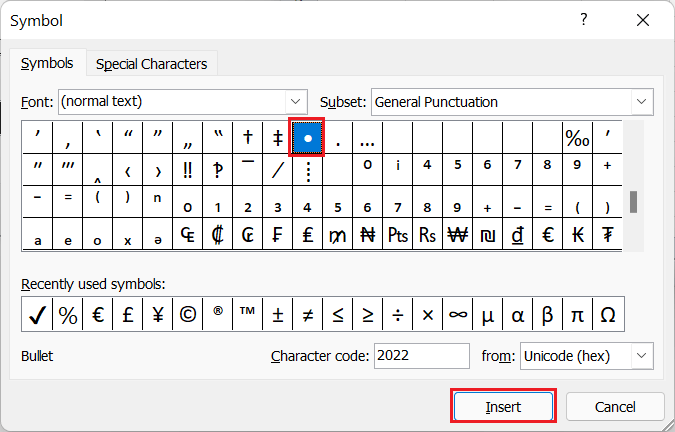 Symbol ?
Symbols Special Characters
Font: (normal text) Subset: General Punctuation
’ ‚ ‛ “ ” „ ‟ † ‡ • . … ‰ ′
″ ‴ ‸ ‹ › ‼ ‽ ‾ ⁄ ⁞ ⁰ ⁱ ⁴ ⁵ ⁶ ⁷ ⁸ ⁹ ⁺
⁻ ⁼ ⁽ ⁾ ⁿ ₀ ₁ ₂ ₃ ₄ ₅ ₆ ₇ ₈ ₉ ₊ ₋ ₌ ₍ ₎
ₐ ₑ ₒ ₓ ₔ ₠ ₡ ₢ ₣ ₤ ₥ ₦ ₧ ₨ ₩ ₪ ₫ € ₭ ₮
Recently used symbols:
✓ % € £ ¥ © ® ™ ± ≠ ≤ ≥ ÷ × ∞ µ α β π Ω
Bullet Character code: 2022 from: Unicode (hex)
Insert Cancel